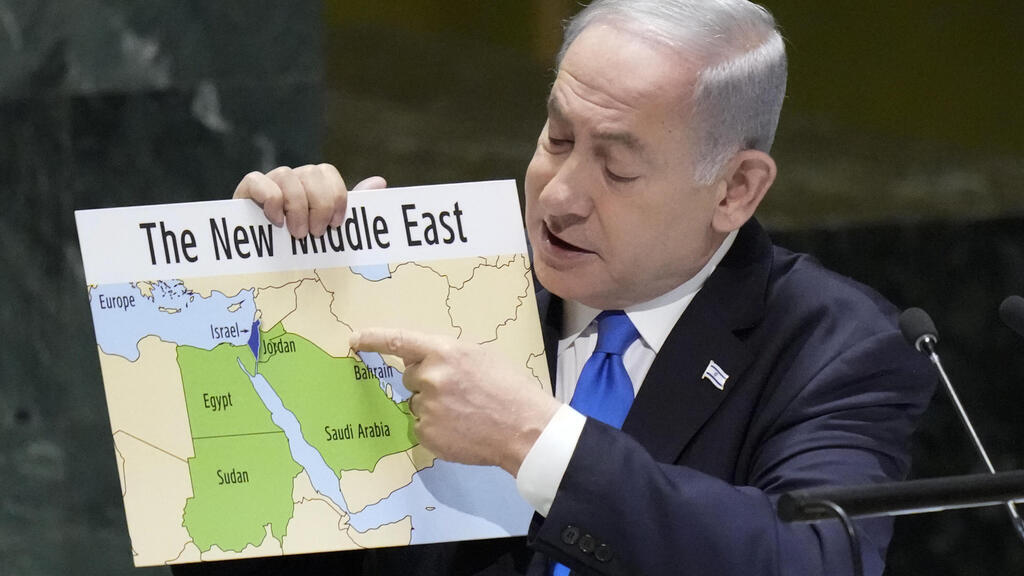 The New Middle East
Europe
Israel
Jordan
Bahrain
Egypt
Saudi Arabia
Sudan